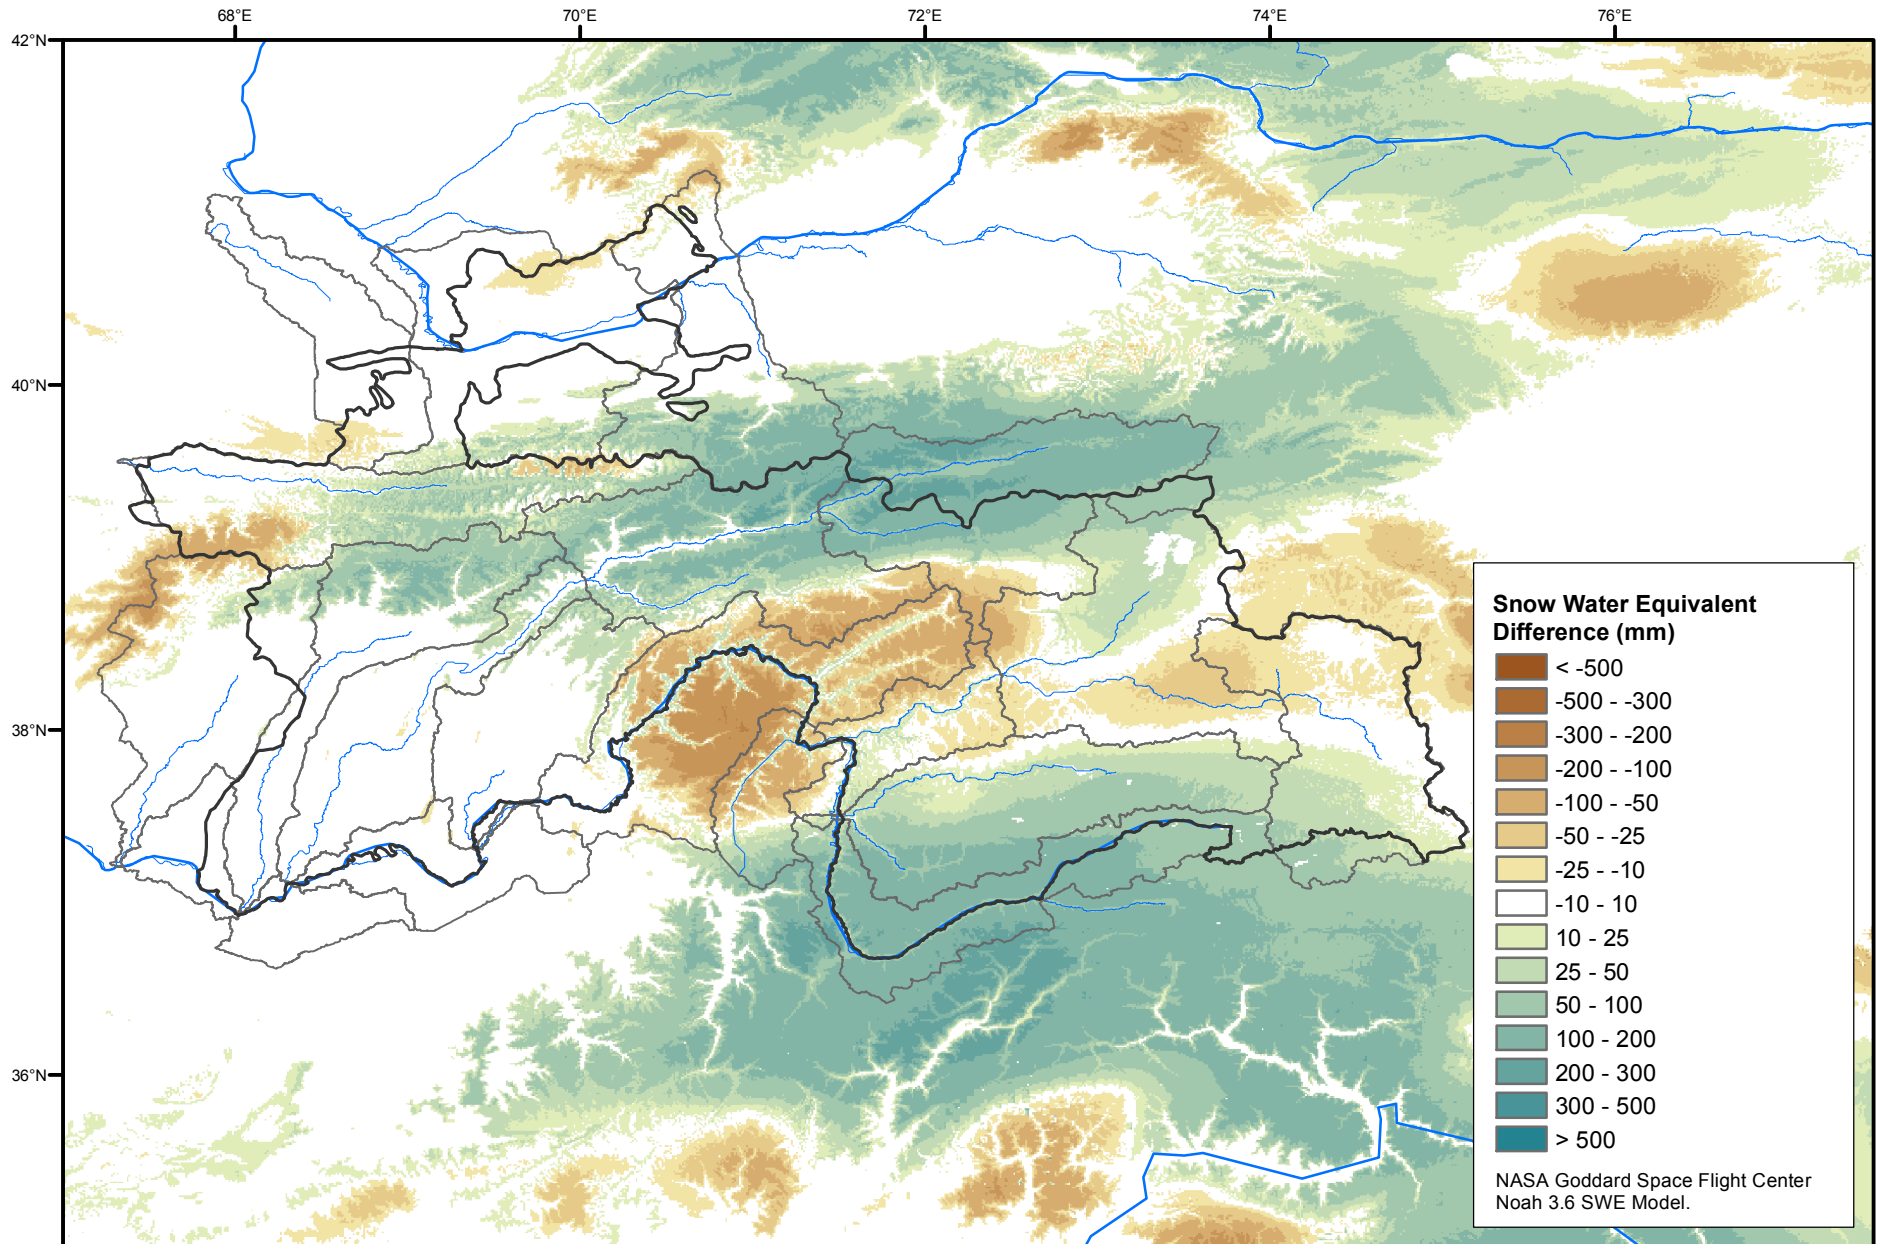 68°E
70°E
72°E
74°E
76°E
42°N
40°N
38°N
36°N
Snow Water Equivalent
Difference (mm)
< -500
-500 - -300
-300 - -200
-200 - -100
-100 - -50
-50 - -25
-25 - -10
-10 - 10
10 - 25
25 - 50
50 - 100
100 - 200
200 - 300
300 - 500
> 500
NASA Goddard Space Flight Center
Noah 3.6 SWE Model.